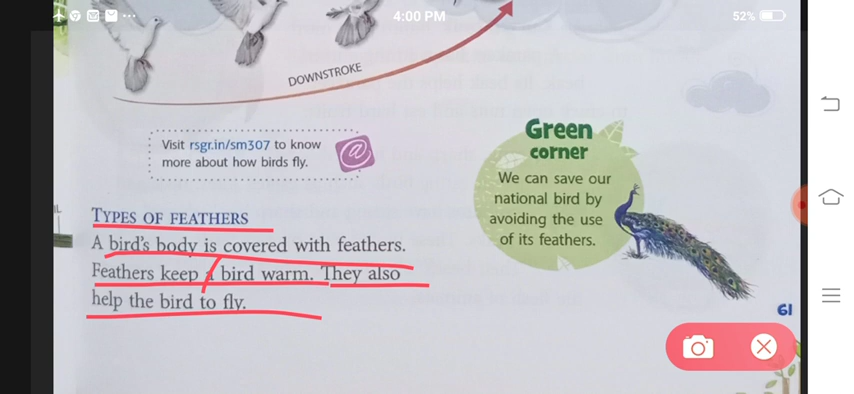 4:00 PM
52%
DOWNSTROKE
Visit rsgr.in/sm307 to know
more about how birds fly.
@
Green
corner
We can save our
national bird by
avoiding the use
of its feathers.
TYPES OF FEATHERS
A bird's body is covered with feathers.
Feathers keep a bird warm. They also
help the bird to fly.
61